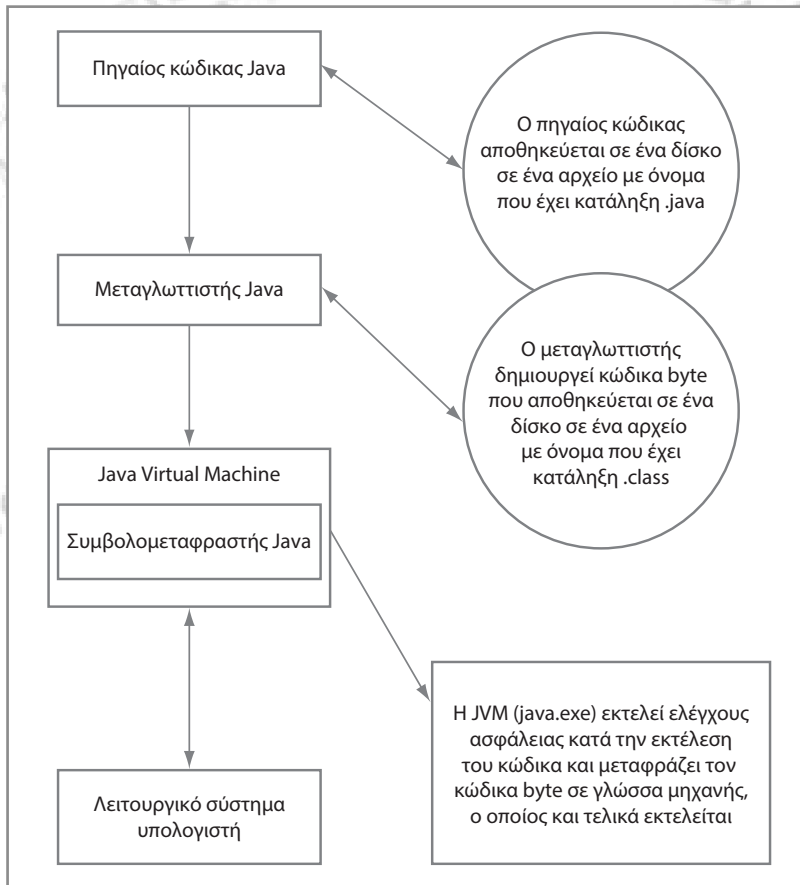 Πηγαίος κώδικας Java
Ο πηγαίος κώδικας
αποθηκεύεται σε ένα δίσκο
σε ένα αρχείο με όνομα
που έχει κατάληξη .java
Μεταγλωττιστής Java
Ο μεταγλωττιστής
δημιουργεί κώδικα byte
που αποθηκεύεται σε ένα
δίσκο σε ένα αρχείο
με όνομα που έχει
κατάληξη .class
Java Virtual Machine
Συμβολομεταφραστής Java
Η JVM (java.exe) εκτελεί ελέγχους
ασφάλειας κατά την εκτέλεση
του κώδικα και μεταφράζει τον
κώδικα byte σε γλώσσα μηχανής,
ο οποίος και τελικά εκτελείται
Λειτουργικό σύστημα
υπολογιστή